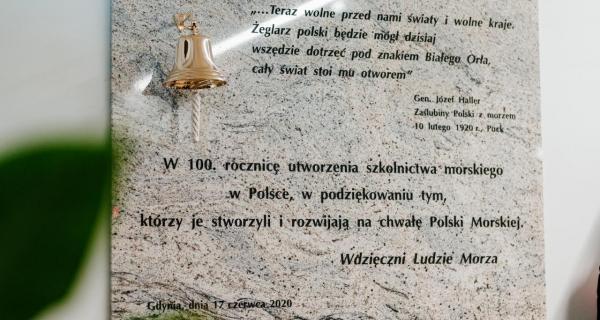 „...Teraz wolne przed nami światy i wolne kraje.
Żeglarz polski będzie mógł dzisiaj
wszędzie dotrzeć pod znakiem Białego Orła,
cały świat stoi mu otworem”
Gen. Józef Haller
Zaślubiny Polski z morzem
10 lutego 1920 r., Puck
W 100. rocznicę utworzenia szkolnictwa morskiego
w Polsce, w podziękowaniu tym,
którzy je stworzyli i rozwijają na chwałę Polski Morskiej.
Wdzięczni Ludzie Morza
Gdynia, dnia 17 czerwca 2020